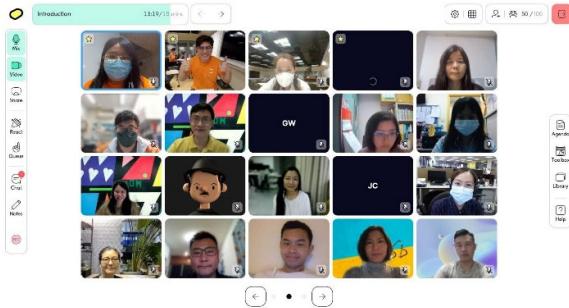 Introduction
13:19/15 mins
50 /100
Mic
Video
Share
React
Queue
Chat
Notes
GW
JC
Agenda
Toolbox
Library
Help